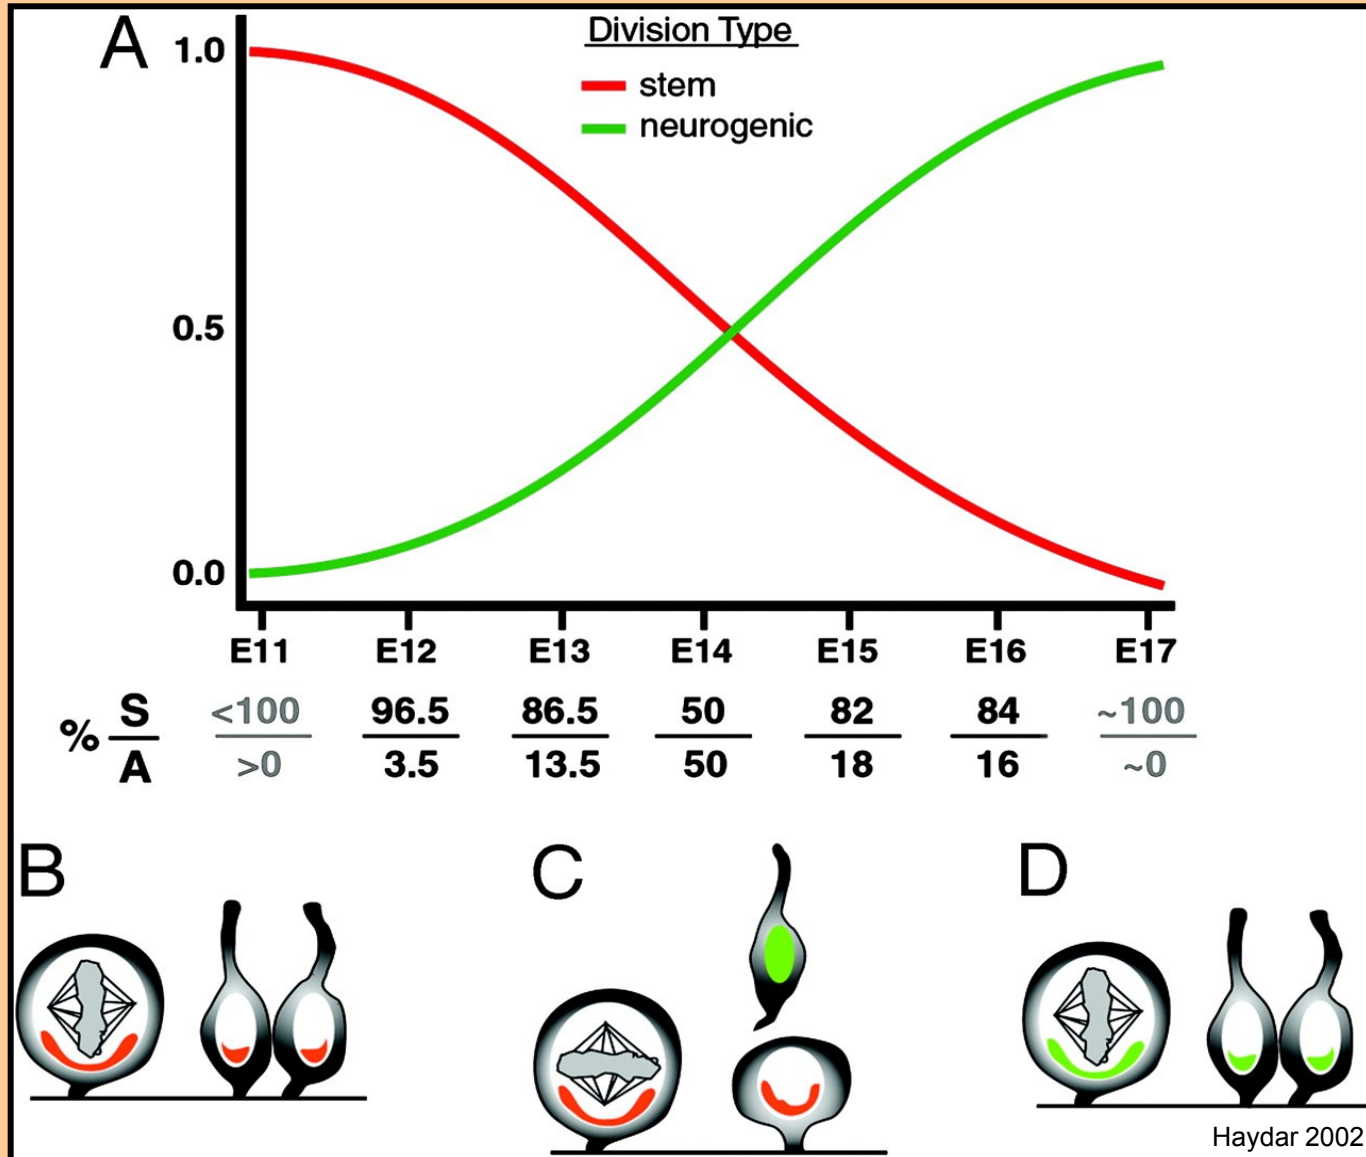 A
Division Type
stem
neurogenic
1.0
0.5
0.0
E11 E12 E13 E14 E15 E16 E17
% S <100 96.5 86.5 50 82 84 ~100
A >0 3.5 13.5 50 18 16 ~0
B C D
Haydar 2002